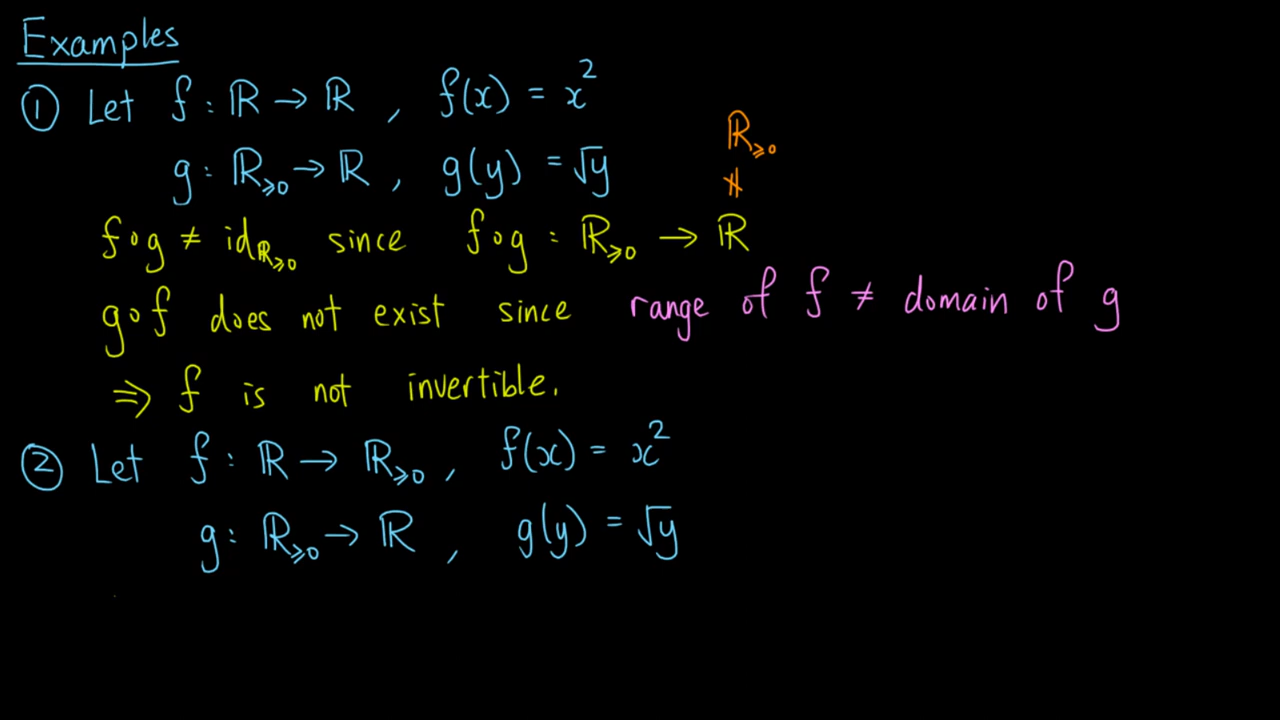 Examples
① Let f : ℝ → ℝ , f(x) = x²
g : ℝ≥0 → ℝ , g(y) = √y
ℝ≥0
≠
f∘g ≠ idℝ≥0 since f∘g : ℝ≥0 → ℝ
g∘f does not exist since range of f ≠ domain of g
⇒ f is not invertible.
② Let f : ℝ → ℝ≥0 , f(x) = x²
g : ℝ≥0 → ℝ , g(y) = √y